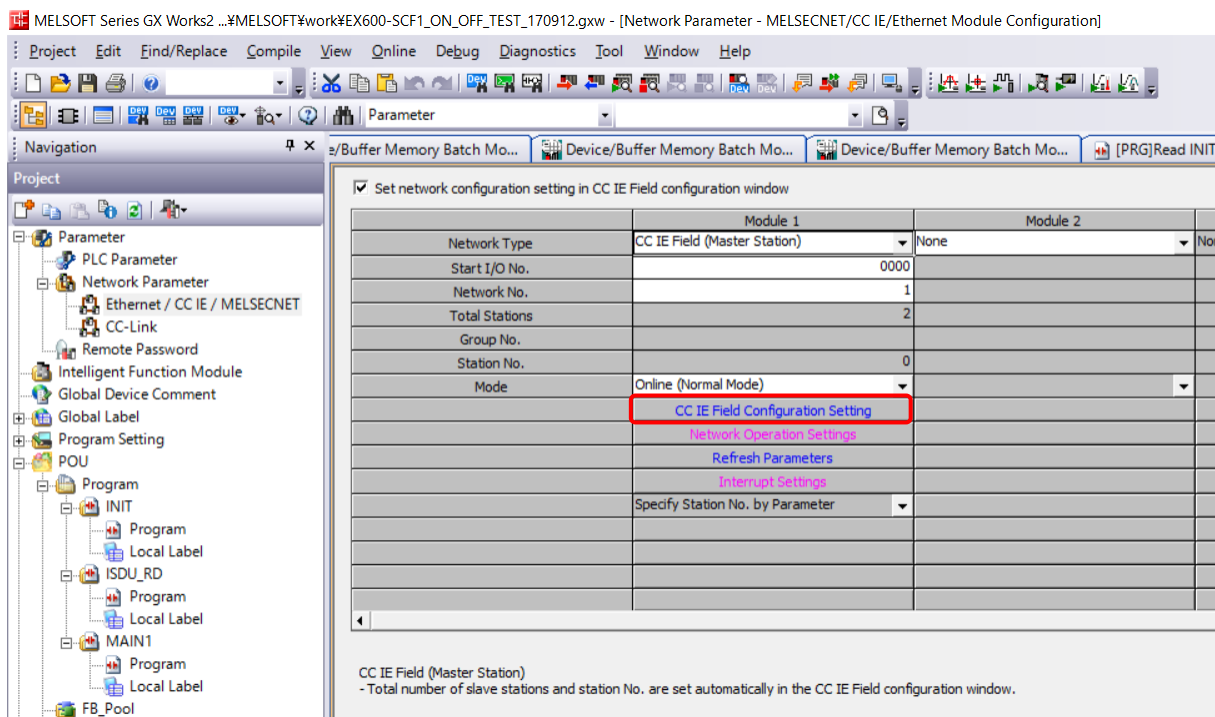 MELSOFT Series GX Works2 ...¥MELSOFT¥work¥EX600-SCF1_ON_OFF_TEST_170912.gxw - [Network Parameter - MELSECNET/CC IE/Ethernet Module Configuration]
Project Edit Find/Replace Compile View Online Debug Diagnostics Tool Window Help
Parameter
Navigation
e/Buffer Memory Batch Mo...
Device/Buffer Memory Batch Mo...
Device/Buffer Memory Batch Mo...
[PRG]Read INIT
Project
Parameter
PLC Parameter
Network Parameter
Ethernet / CC IE / MELSECNET
CC-Link
Remote Password
Intelligent Function Module
Global Device Comment
Global Label
Program Setting
POU
Program
INIT
Program
Local Label
ISDU_RD
Program
Local Label
MAIN1
Program
Local Label
FB_Pool
Set network configuration setting in CC IE Field configuration window
Module 1 Module 2
Network Type CC IE Field (Master Station) None No
Start I/O No. 0000
Network No. 1
Total Stations 2
Group No.
Station No. 0
Mode Online (Normal Mode)
CC IE Field Configuration Setting
Network Operation Settings
Refresh Parameters
Interrupt Settings
Specify Station No. by Parameter
CC IE Field (Master Station)
- Total number of slave stations and station No. are set automatically in the CC IE Field configuration window.